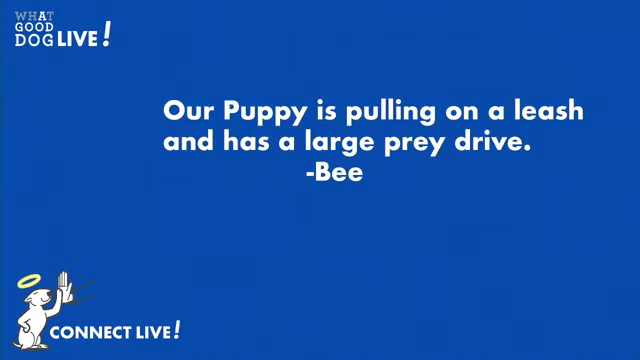 WHAT
GOOD
DOG LIVE!
Our Puppy is pulling on a leash
and has a large prey drive.
-Bee
CONNECT LIVE!